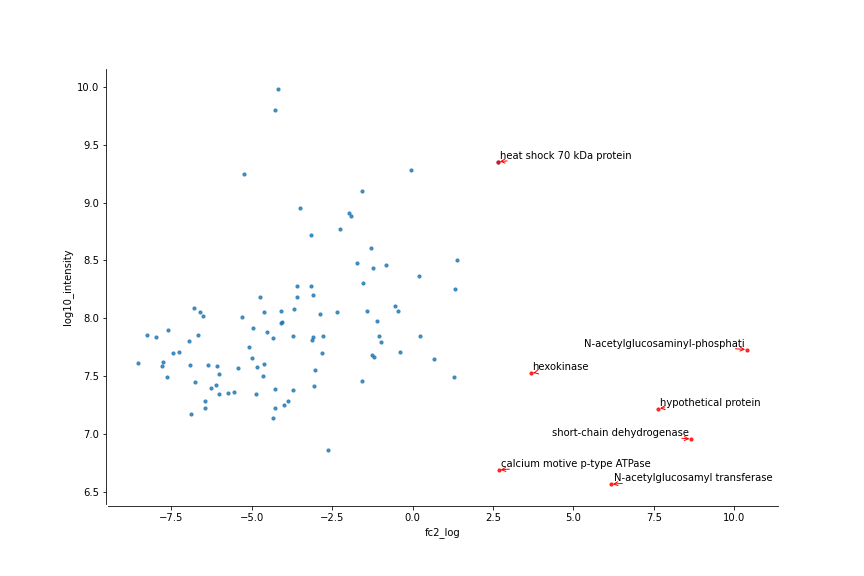 10.0
9.5
heat shock 70 kDa protein
9.0
8.5
log10_intensity
8.0
N-acetylglucosaminyl-phosphati
7.5
hexokinase
hypothetical protein
7.0
short-chain dehydrogenase
calcium motive p-type ATPase
N-acetylglucosamyl transferase
6.5
−7.5 −5.0 −2.5 0.0 2.5 5.0 7.5 10.0
fc2_log